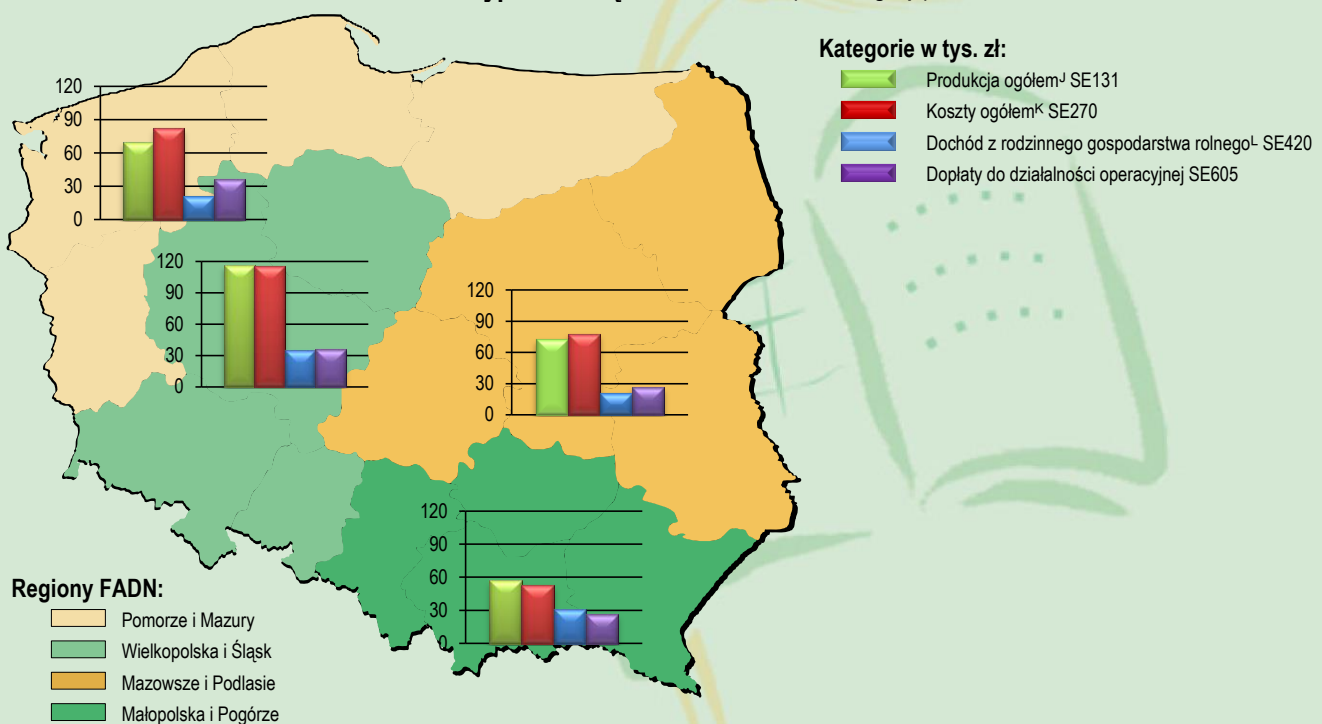 Kategorie w tys. zł:
Produkcja ogółemᴶ SE131
Koszty ogółemᴷ SE270
Dochód z rodzinnego gospodarstwa rolnegoᴸ SE420
Dopłaty do działalności operacyjnej SE605
120
90
60
30
0
120
90
60
30
0
120
90
60
30
0
120
90
60
30
0
Regiony FADN:
Pomorze i Mazury
Wielkopolska i Śląsk
Mazowsze i Podlasie
Małopolska i Pogórze